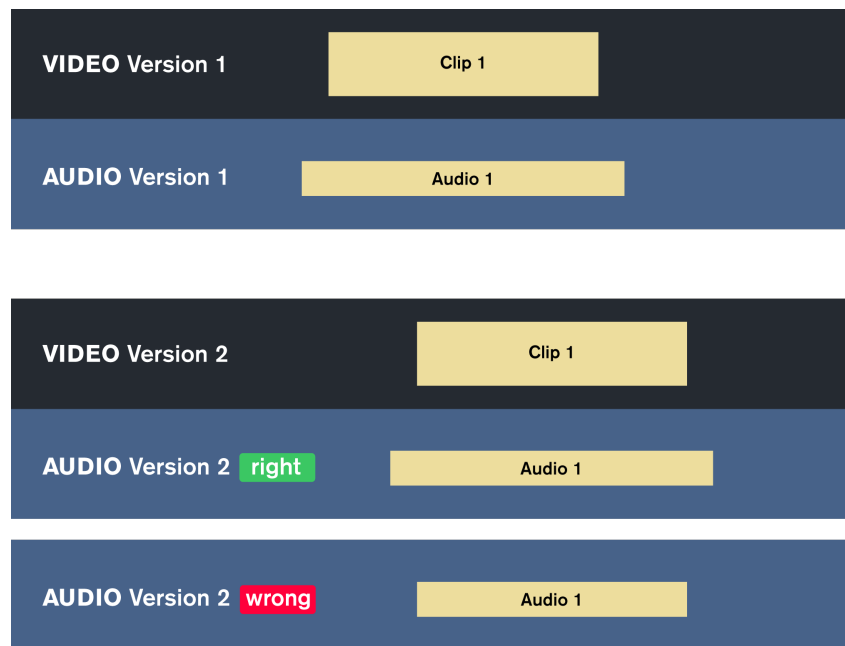 VIDEO Version 1
Clip 1
AUDIO Version 1
Audio 1
VIDEO Version 2
Clip 1
AUDIO Version 2 right
Audio 1
AUDIO Version 2 wrong
Audio 1